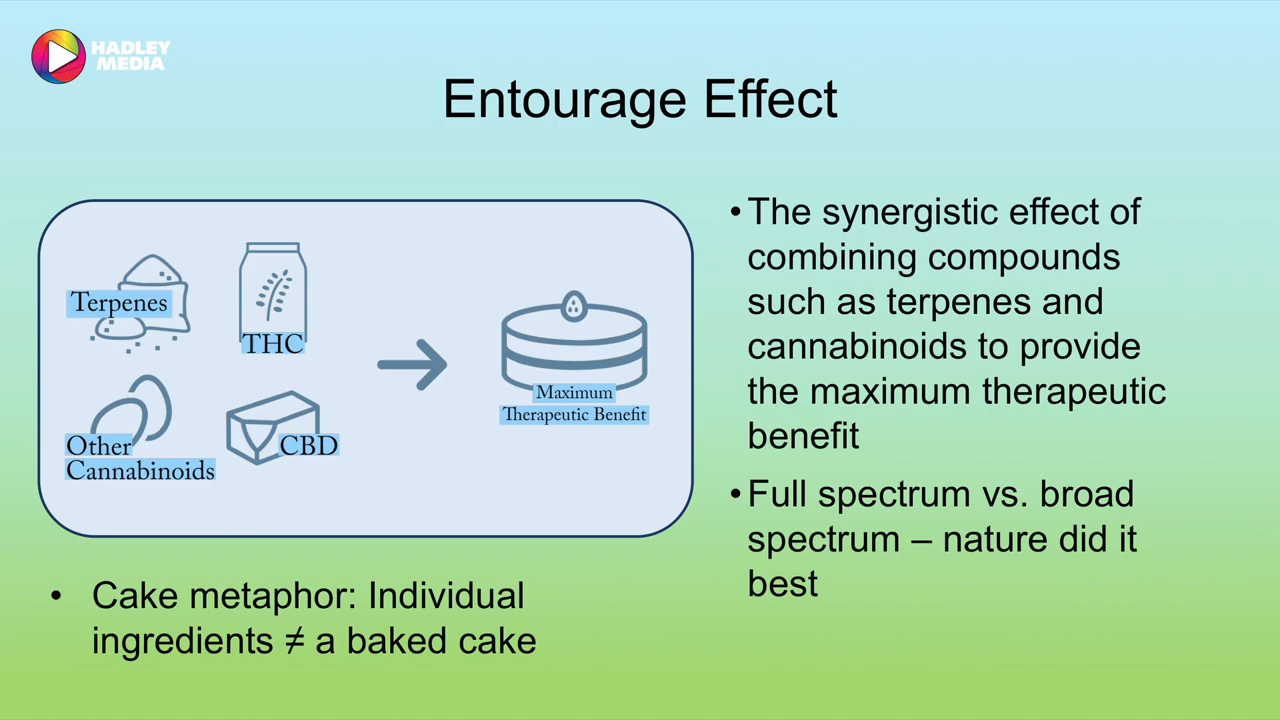 HADLEY
MEDIA
Entourage Effect
Terpenes
THC
Other
Cannabinoids
CBD
Maximum
Therapeutic Benefit
• Cake metaphor: Individual
ingredients ≠ a baked cake
• The synergistic effect of
combining compounds
such as terpenes and
cannabinoids to provide
the maximum therapeutic
benefit
• Full spectrum vs. broad
spectrum – nature did it
best